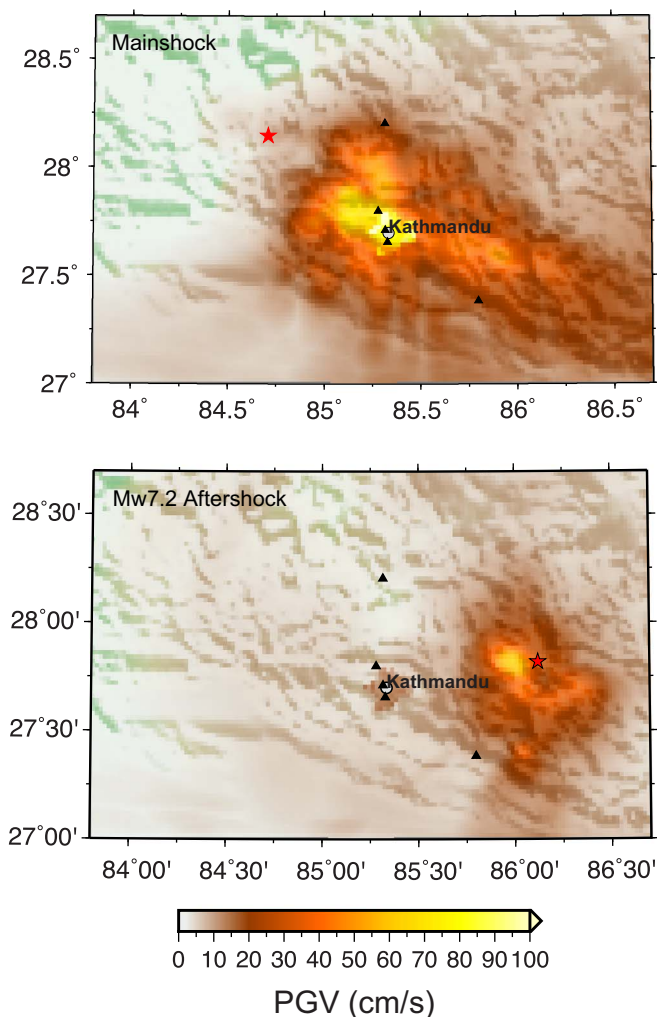 Mainshock
28.5°
28°
27.5°
27°
Kathmandu
84° 84.5° 85° 85.5° 86° 86.5°
Mw7.2 Aftershock
28°30'
28°00'
27°30'
27°00'
Kathmandu
84°00' 84°30' 85°00' 85°30' 86°00' 86°30'
0 10 20 30 40 50 60 70 80 90 100
PGV (cm/s)